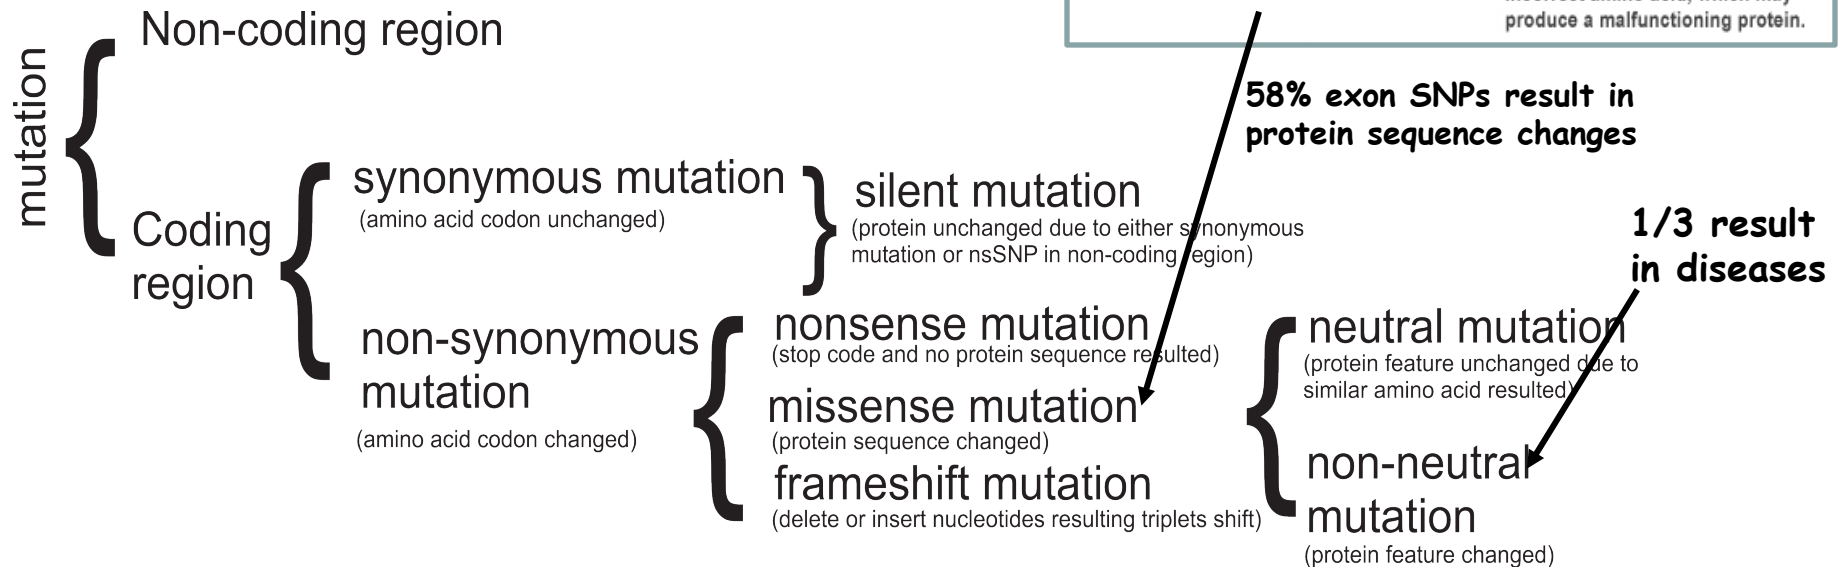 produce a malfunctioning protein.
mutation
Non-coding region
58% exon SNPs result in
protein sequence changes
Coding
region
synonymous mutation
(amino acid codon unchanged)
silent mutation
(protein unchanged due to either synonymous
mutation or nsSNP in non-coding region)
1/3 result
in diseases
non-synonymous
mutation
(amino acid codon changed)
nonsense mutation
(stop code and no protein sequence resulted)
missense mutation
(protein sequence changed)
frameshift mutation
(delete or insert nucleotides resulting triplets shift)
neutral mutation
(protein feature unchanged due to
similar amino acid resulted)
non-neutral
mutation
(protein feature changed)